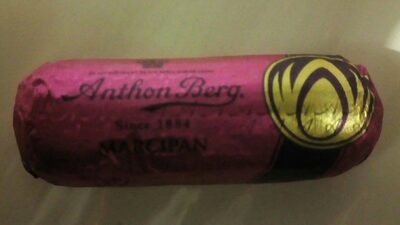 Anthon Berg.
Since 1884
MARCIPAN